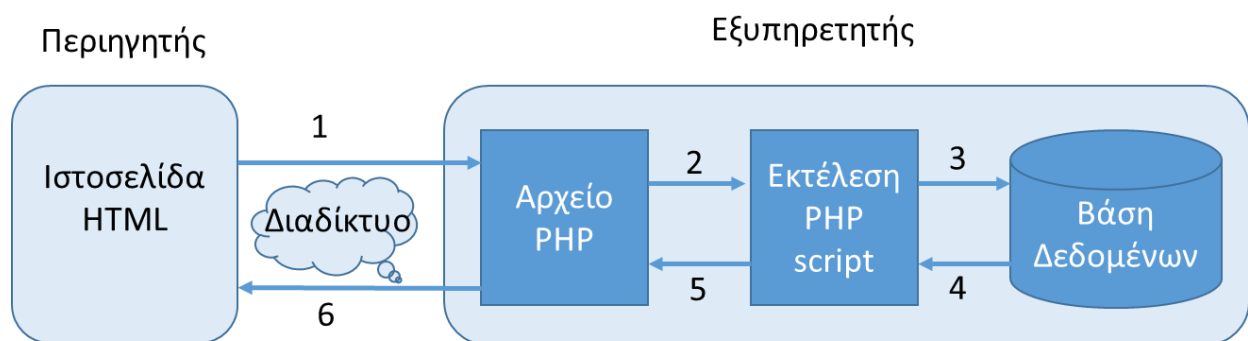 Περιηγητής
Εξυπηρετητής
Ιστοσελίδα
HTML
1
Διαδίκτυο
6
Αρχείο
PHP
2
5
Εκτέλεση
PHP
script
3
4
Βάση
Δεδομένων